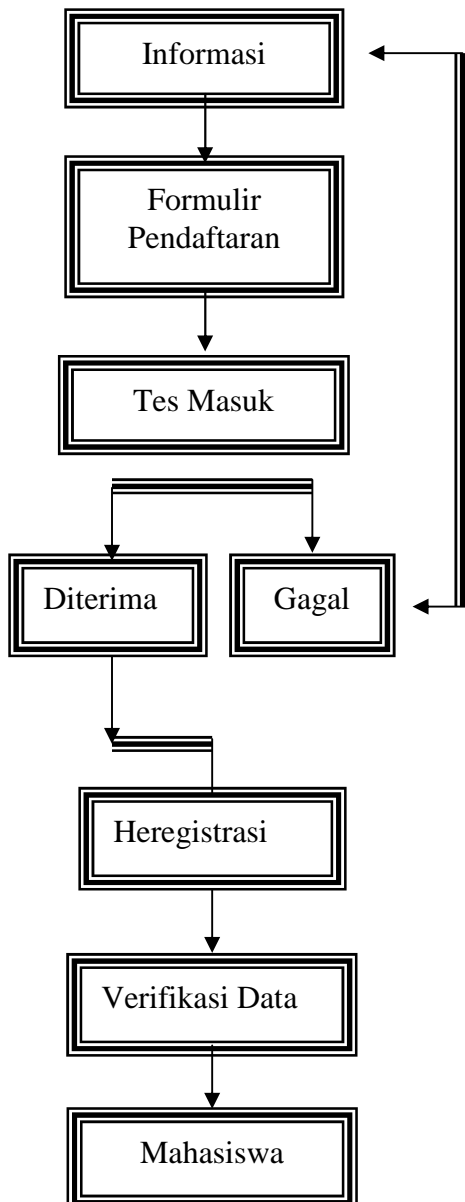 Informasi
Formulir
Pendaftaran
Tes Masuk
Diterima
Gagal
Heregistrasi
Verifikasi Data
Mahasiswa